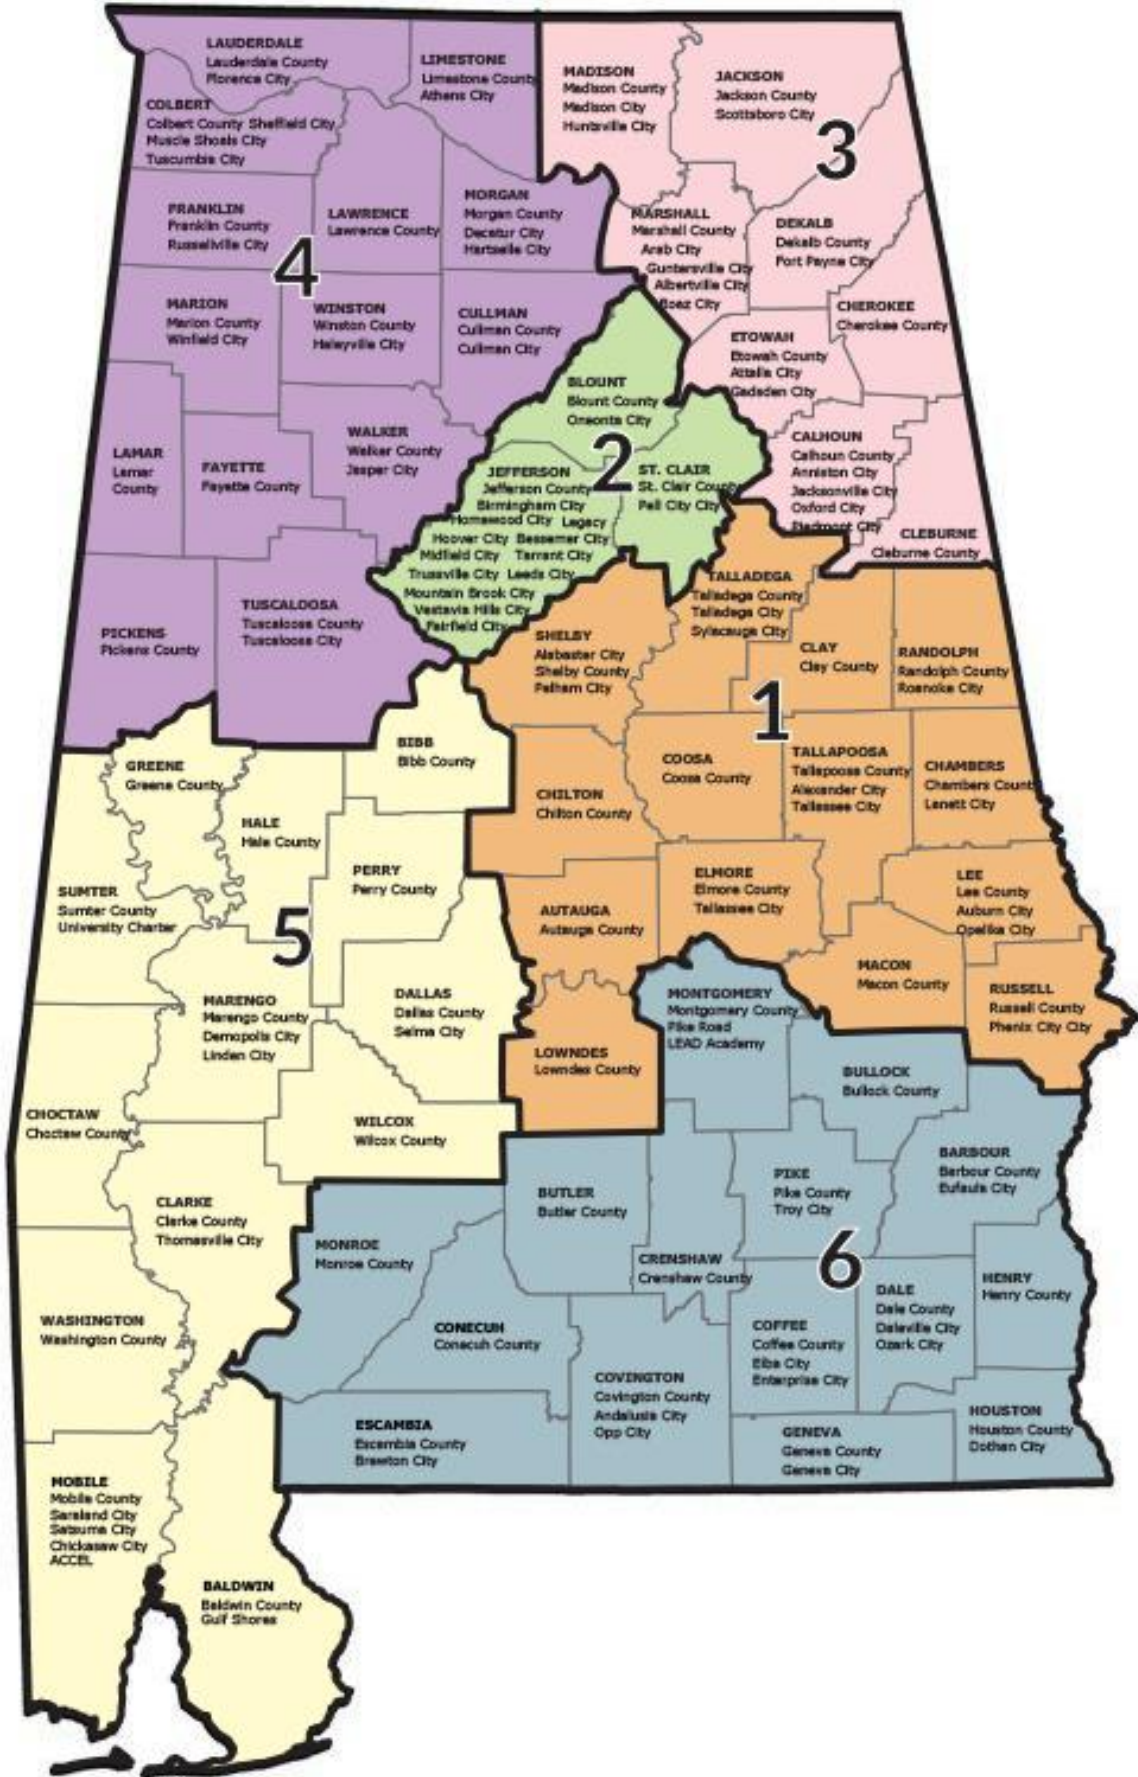 LAUDERDALE
Lauderdale County
Florence City
LIMESTONE
Limestone County
Athens City
MADISON
Madison County
Madison City
Huntsville City
JACKSON
Jackson County
Scottsboro City
3
COLBERT
Colbert County Sheffield City
Muscle Shoals City
Tuscumbia City
FRANKLIN
Franklin County
Russellville City
LAWRENCE
Lawrence County
MORGAN
Morgan County
Decatur City
Hartselle City
MARSHALL
Marshall County
Arab City
Guntersville City
Albertville City
Boaz City
DEKALB
Dekalb County
Fort Payne City
4
MARION
Marion County
Winfield City
WINSTON
Winston County
Haleyville City
CULLMAN
Cullman County
Cullman City
CHEROKEE
Cherokee County
ETOWAH
Etowah County
Attalla City
Gadsden City
BLOUNT
Blount County
Oneonta City
2
LAMAR
Lamar
County
FAYETTE
Fayette County
WALKER
Walker County
Jasper City
JEFFERSON
Jefferson County
Birmingham City
Homewood City Legacy
Hoover City Bessemer City
Midfield City Tarrant City
Trussville City Leeds City
Mountain Brook City
Vestavia Hills City
Fairfield City
ST. CLAIR
St. Clair County
Pell City City
CALHOUN
Calhoun County
Anniston City
Jacksonville City
Oxford City
Piedmont City
CLEBURNE
Cleburne County
PICKENS
Pickens County
TUSCALOOSA
Tuscaloosa County
Tuscaloosa City
SHELBY
Alabaster City
Shelby County
Pelham City
TALLADEGA
Talladega County
Talladega City
Sylacauga City
CLAY
Clay County
RANDOLPH
Randolph County
Roanoke City
1
BIBB
Bibb County
GREENE
Greene County
HALE
Hale County
CHILTON
Chilton County
COOSA
Coosa County
TALLAPOOSA
Tallapoosa County
Alexander City
Tallassee City
CHAMBERS
Chambers County
Lanett City
SUMTER
Sumter County
University Charter
PERRY
Perry County
5
AUTAUGA
Autauga County
ELMORE
Elmore County
Tallassee City
LEE
Lee County
Auburn City
Opelika City
MACON
Macon County
RUSSELL
Russell County
Phenix City City
MARENGO
Marengo County
Demopolis City
Linden City
DALLAS
Dallas County
Selma City
LOWNDES
Lowndes County
MONTGOMERY
Montgomery County
Pike Road
LEAD Academy
BULLOCK
Bullock County
CHOCTAW
Choctaw County
WILCOX
Wilcox County
BARBOUR
Barbour County
Eufaula City
CLARKE
Clarke County
Thomasville City
MONROE
Monroe County
BUTLER
Butler County
CRENSHAW
Crenshaw County
PIKE
Pike County
Troy City
6
HENRY
Henry County
DALE
Dale County
Daleville City
Ozark City
WASHINGTON
Washington County
CONECUH
Conecuh County
COFFEE
Coffee County
Elba City
Enterprise City
COVINGTON
Covington County
Andalusia City
Opp City
ESCAMBIA
Escambia County
Brewton City
GENEVA
Geneva County
Geneva City
HOUSTON
Houston County
Dothan City
MOBILE
Mobile County
Saraland City
Satsuma City
Chickasaw City
ACCEL
BALDWIN
Baldwin County
Gulf Shores